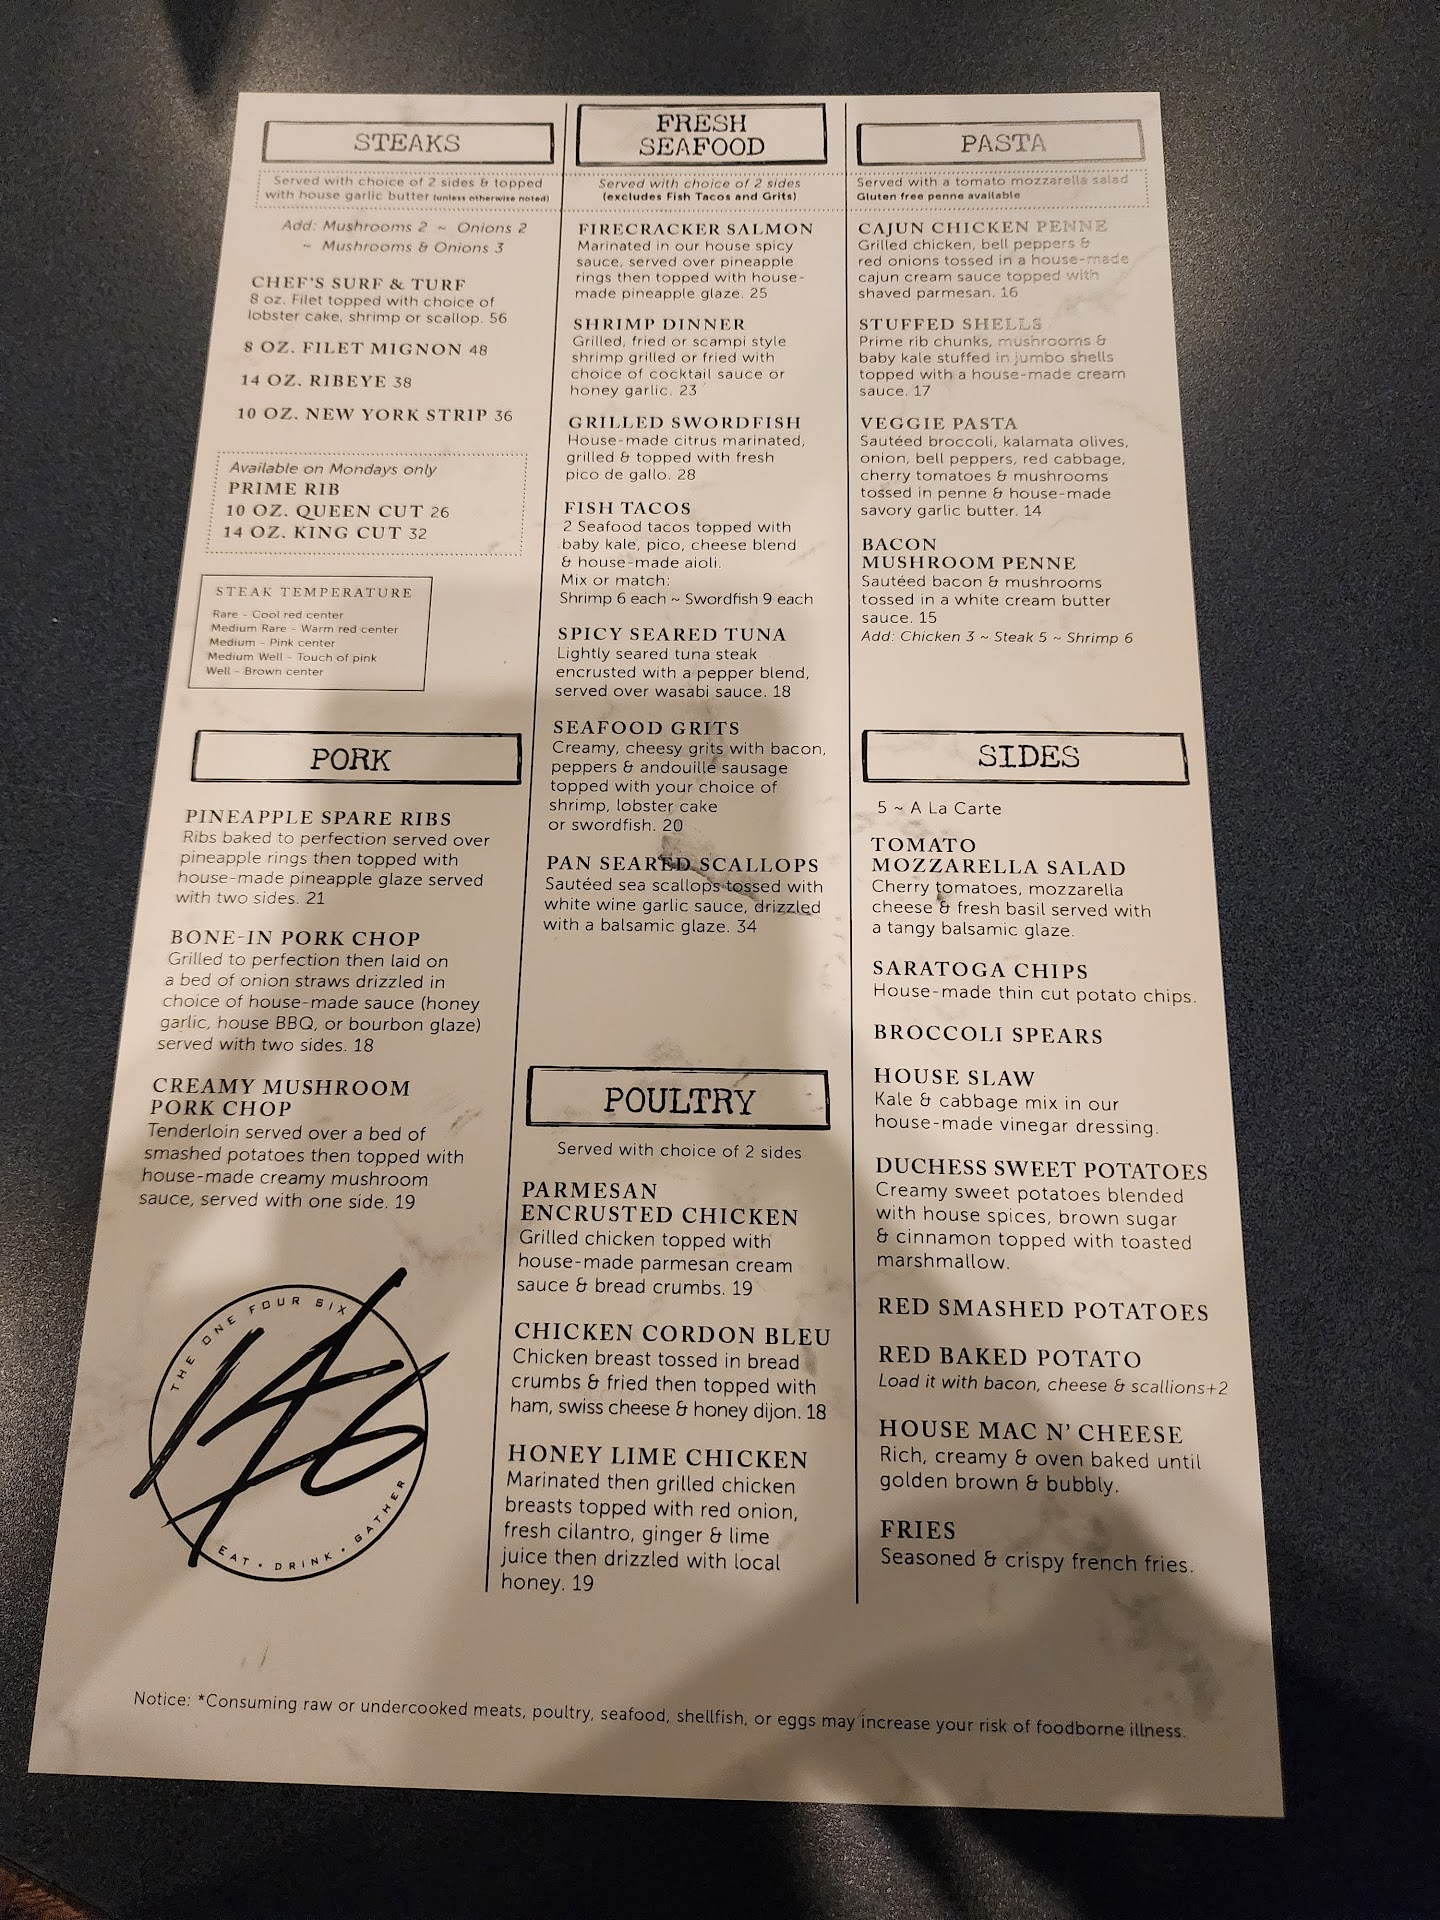 STEAKS
Served with choice of 2 sides & topped
with house garlic butter (unless otherwise noted)
Add: Mushrooms 2 ~ Onions 2
~ Mushrooms & Onions 3
CHEF'S SURF & TURF
8 oz. Filet topped with choice of
lobster cake, shrimp or scallop. 56
8 OZ. FILET MIGNON 48
14 OZ. RIBEYE 38
10 OZ. NEW YORK STRIP 36
Available on Mondays only
PRIME RIB
10 OZ. QUEEN CUT 26
14 OZ. KING CUT 32
STEAK TEMPERATURE
Rare - Cool red center
Medium Rare - Warm red center
Medium - Pink center
Medium Well - Touch of pink
Well - Brown center
PORK
PINEAPPLE SPARE RIBS
Ribs baked to perfection served over
pineapple rings then topped with
house-made pineapple glaze served
with two sides. 21
BONE-IN PORK CHOP
Grilled to perfection then laid on
a bed of onion straws drizzled in
choice of house-made sauce (honey
garlic, house BBQ, or bourbon glaze)
served with two sides. 18
CREAMY MUSHROOM
PORK CHOP
Tenderloin served over a bed of
smashed potatoes then topped with
house-made creamy mushroom
sauce, served with one side. 19
THE ONE FOUR SIX
146
EAT · DRINK · GATHER
FRESH
SEAFOOD
Served with choice of 2 sides
(excludes Fish Tacos and Grits)
FIRECRACKER SALMON
Marinated in our house spicy
sauce, served over pineapple
rings then topped with house-
made pineapple glaze. 25
SHRIMP DINNER
Grilled, fried or scampi style
shrimp grilled or fried with
choice of cocktail sauce or
honey garlic. 23
GRILLED SWORDFISH
House-made citrus marinated,
grilled & topped with fresh
pico de gallo. 28
FISH TACOS
2 Seafood tacos topped with
baby kale, pico, cheese blend
& house-made aioli.
Mix or match:
Shrimp 6 each ~ Swordfish 9 each
SPICY SEARED TUNA
Lightly seared tuna steak
encrusted with a pepper blend,
served over wasabi sauce. 18
SEAFOOD GRITS
Creamy, cheesy grits with bacon,
peppers & andouille sausage
topped with your choice of
shrimp, lobster cake
or swordfish. 20
PAN SEARED SCALLOPS
Sautéed sea scallops tossed with
white wine garlic sauce, drizzled
with a balsamic glaze. 34
POULTRY
Served with choice of 2 sides
PARMESAN
ENCRUSTED CHICKEN
Grilled chicken topped with
house-made parmesan cream
sauce & bread crumbs. 19
CHICKEN CORDON BLEU
Chicken breast tossed in bread
crumbs & fried then topped with
ham, swiss cheese & honey dijon. 18
HONEY LIME CHICKEN
Marinated then grilled chicken
breasts topped with red onion,
fresh cilantro, ginger & lime
juice then drizzled with local
honey. 19
PASTA
Served with a tomato mozzarella salad
Gluten free penne available
CAJUN CHICKEN PENNE
Grilled chicken, bell peppers &
red onions tossed in a house-made
cajun cream sauce topped with
shaved parmesan. 16
STUFFED SHELLS
Prime rib chunks, mushrooms &
baby kale stuffed in jumbo shells
topped with a house-made cream
sauce. 17
VEGGIE PASTA
Sautéed broccoli, kalamata olives,
onion, bell peppers, red cabbage,
cherry tomatoes & mushrooms
tossed in penne & house-made
savory garlic butter. 14
BACON
MUSHROOM PENNE
Sautéed bacon & mushrooms
tossed in a white cream butter
sauce. 15
Add: Chicken 3 ~ Steak 5 ~ Shrimp 6
SIDES
5 ~ A La Carte
TOMATO
MOZZARELLA SALAD
Cherry tomatoes, mozzarella
cheese & fresh basil served with
a tangy balsamic glaze.
SARATOGA CHIPS
House-made thin cut potato chips.
BROCCOLI SPEARS
HOUSE SLAW
Kale & cabbage mix in our
house-made vinegar dressing.
DUCHESS SWEET POTATOES
Creamy sweet potatoes blended
with house spices, brown sugar
& cinnamon topped with toasted
marshmallow.
RED SMASHED POTATOES
RED BAKED POTATO
Load it with bacon, cheese & scallions+2
HOUSE MAC N' CHEESE
Rich, creamy & oven baked until
golden brown & bubbly.
FRIES
Seasoned & crispy french fries.
Notice: *Consuming raw or undercooked meats, poultry, seafood, shellfish, or eggs may increase your risk of foodborne illness.